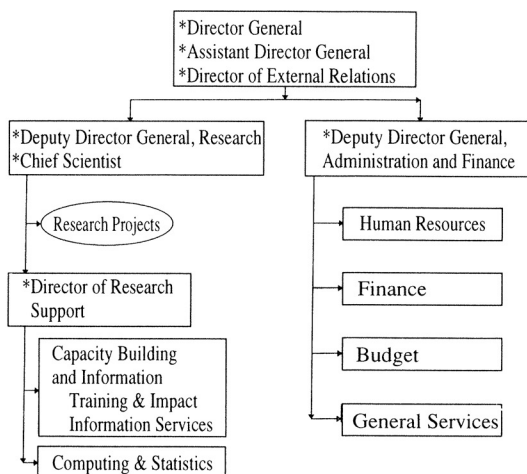 *Director General
*Assistant Director General
*Director of External Relations
*Deputy Director General, Research
*Chief Scientist
Research Projects
*Director of Research
Support
Capacity Building
and Information
Training & Impact
Information Services
Computing & Statistics
*Deputy Director General,
Administration and Finance
Human Resources
Finance
Budget
General Services